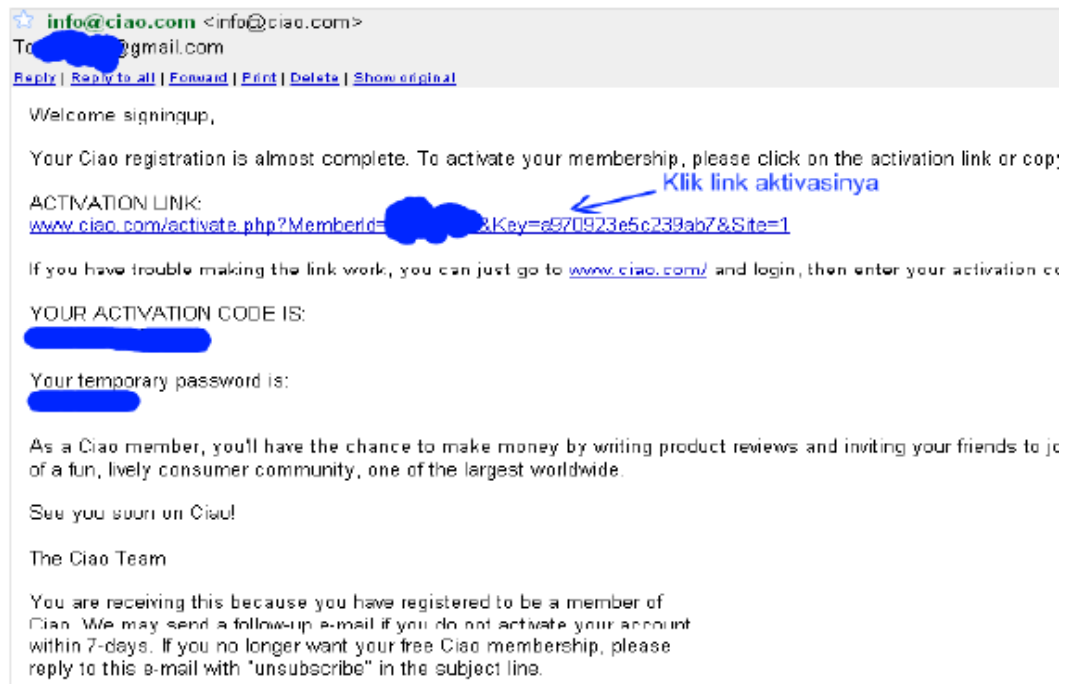 info@ciao.com <info@ciao.com>
To @gmail.com
Reply | Reply to all | Forward | Print | Delete | Show original
Welcome signingup,
Your Ciao registration is almost complete. To activate your membership, please click on the activation link or copy
Klik link aktivasinya
ACTIVATION LINK:
www.ciao.com/activate.php?MemberId= &Key=a970923e5c239ab7&Site=1
If you have trouble making the link work, you can just go to www.ciao.com/ and login, then enter your activation co
YOUR ACTIVATION CODE IS:
Your temporary password is:
As a Ciao member, you'll have the chance to make money by writing product reviews and inviting your friends to jo
of a fun, lively consumer community, one of the largest worldwide.
See you soon on Ciao!
The Ciao Team
You are receiving this because you have registered to be a member of
Ciao. We may send a follow-up e-mail if you do not activate your account
within 7-days. If you no longer want your free Ciao membership, please
reply to this e-mail with "unsubscribe" in the subject line.